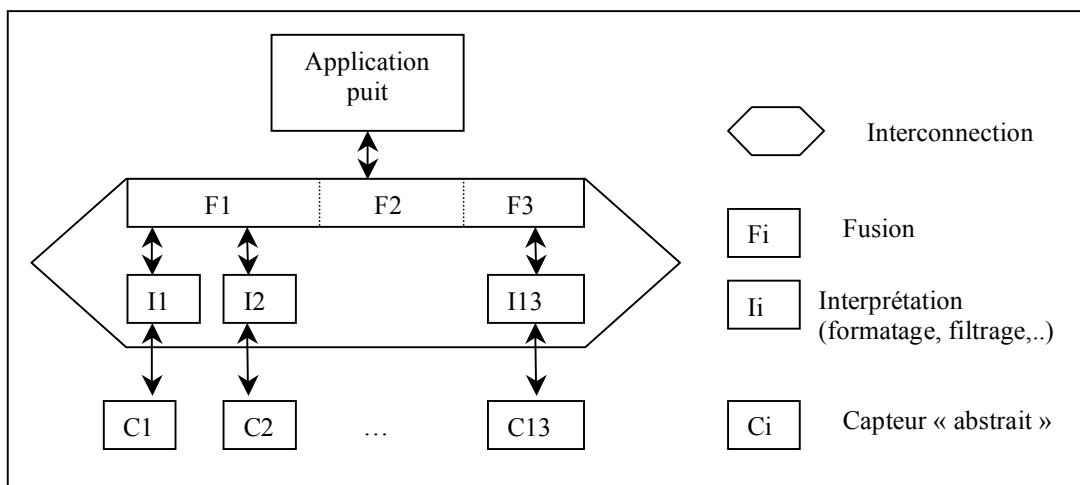 Application
puit
F1 F2 F3
I1 I2 I13
C1 C2 … C13
Interconnection
Fi Fusion
Ii Interprétation
(formatage, filtrage,..)
Ci Capteur « abstrait »